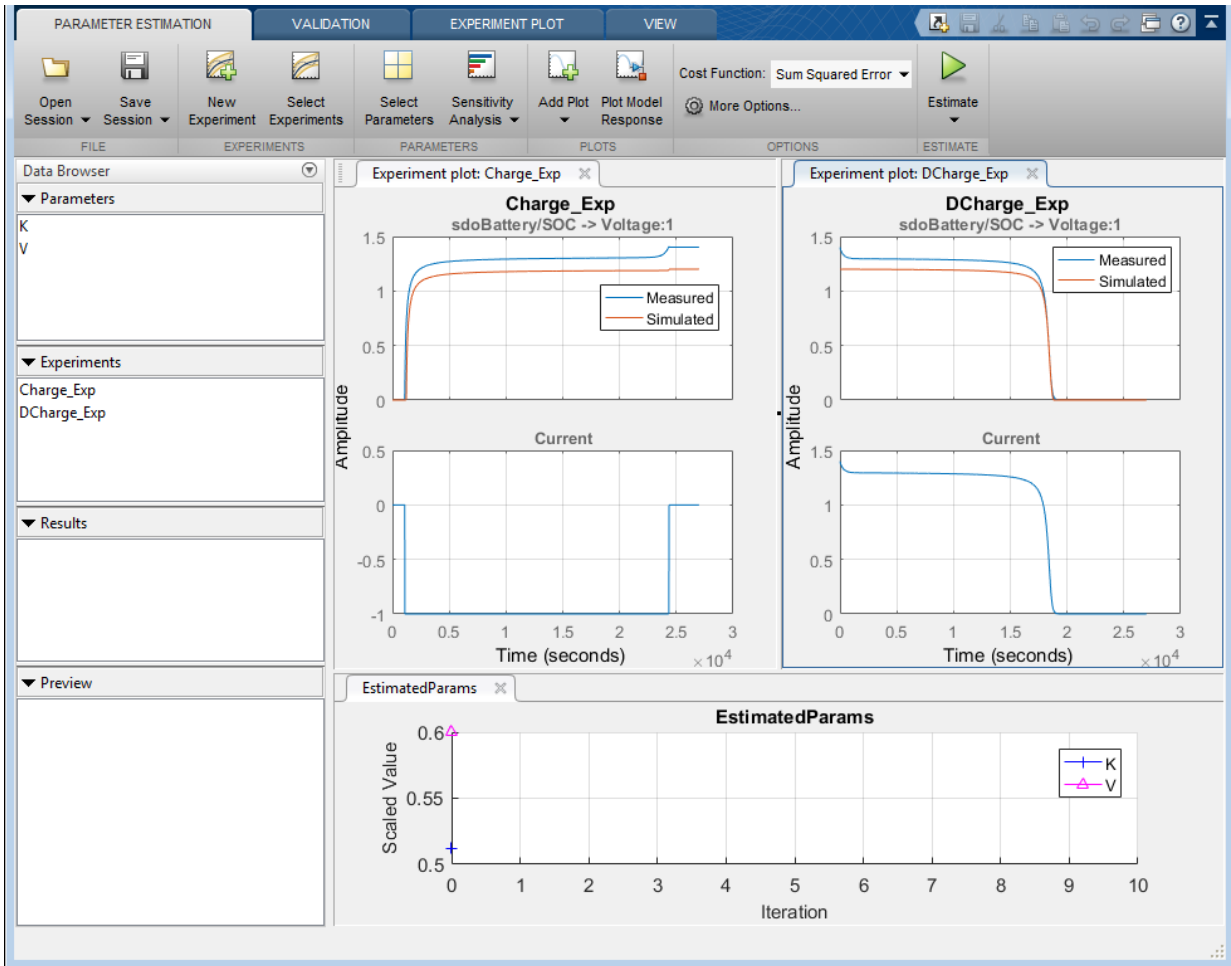 PARAMETER ESTIMATION
VALIDATION
EXPERIMENT PLOT
VIEW
Open
Session
Save
Session
New
Experiment
Select
Experiments
Select
Parameters
Sensitivity
Analysis
Add Plot
Plot Model
Response
Cost Function: Sum Squared Error
More Options...
Estimate
FILE
EXPERIMENTS
PARAMETERS
PLOTS
OPTIONS
ESTIMATE
Data Browser
Parameters
K
V
Experiments
Charge_Exp
DCharge_Exp
Results
Preview
Experiment plot: Charge_Exp
Charge_Exp
sdoBattery/SOC -> Voltage:1
1.5
1
0.5
0
Measured
Simulated
Amplitude
Current
0.5
0
-0.5
-1
0 0.5 1 1.5 2 2.5 3
Time (seconds)
×10^4
Experiment plot: DCharge_Exp
DCharge_Exp
sdoBattery/SOC -> Voltage:1
1.5
1
0.5
0
Measured
Simulated
Amplitude
Current
1.5
1
0.5
0
0 0.5 1 1.5 2 2.5 3
Time (seconds)
×10^4
EstimatedParams
EstimatedParams
0.6
0.55
0.5
Scaled Value
K
V
0 1 2 3 4 5 6 7 8 9 10
Iteration